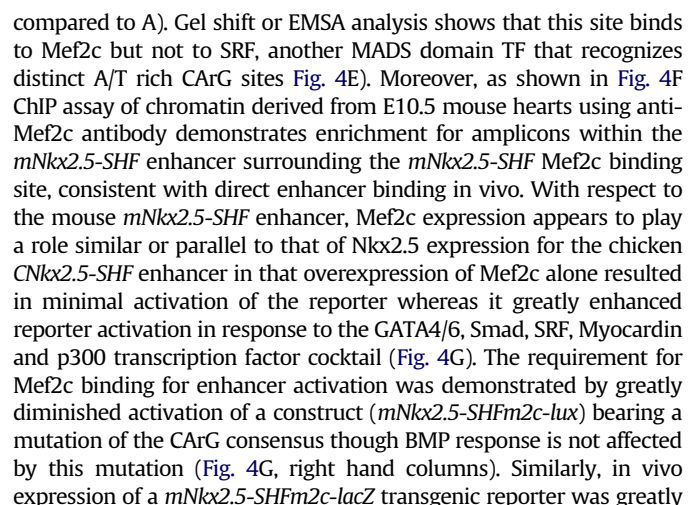 compared to A). Gel shift or EMSA analysis shows that this site binds
to Mef2c but not to SRF, another MADS domain TF that recognizes
distinct A/T rich CArG sites Fig. 4E). Moreover, as shown in Fig. 4F
ChIP assay of chromatin derived from E10.5 mouse hearts using anti-
Mef2c antibody demonstrates enrichment for amplicons within the
mNkx2.5-SHF enhancer surrounding the mNkx2.5-SHF Mef2c binding
site, consistent with direct enhancer binding in vivo. With respect to
the mouse mNkx2.5-SHF enhancer, Mef2c expression appears to play
a role similar or parallel to that of Nkx2.5 expression for the chicken
CNkx2.5-SHF enhancer in that overexpression of Mef2c alone resulted
in minimal activation of the reporter whereas it greatly enhanced
reporter activation in response to the GATA4/6, Smad, SRF, Myocardin
and p300 transcription factor cocktail (Fig. 4G). The requirement for
Mef2c binding for enhancer activation was demonstrated by greatly
diminished activation of a construct (mNkx2.5-SHFm2c-lux) bearing a
mutation of the CArG consensus though BMP response is not affected
by this mutation (Fig. 4G, right hand columns). Similarly, in vivo
expression of a mNkx2.5-SHFm2c-lacZ transgenic reporter was greatly